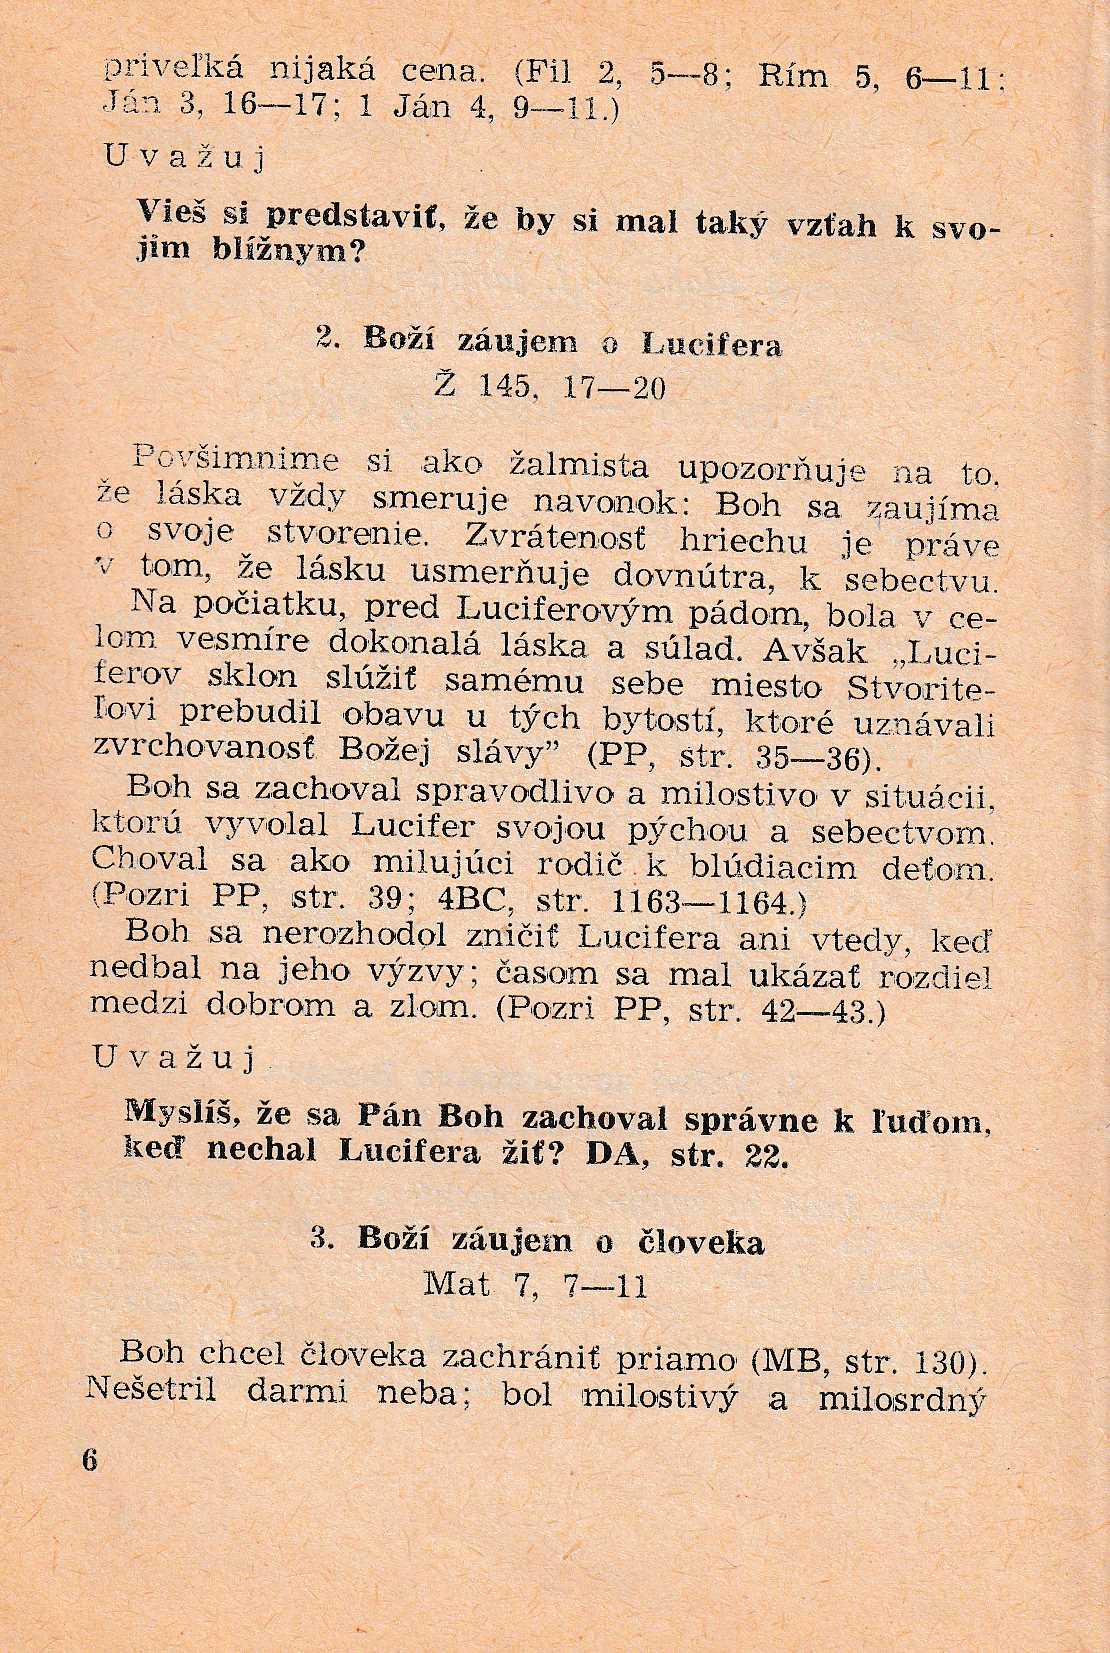 priveľká nijaká cena. (Fil 2, 5—8; Rím 5, 6—11:
Ján 3, 16—17; 1 Ján 4, 9—11.)
Uvažuj
Vieš si predstaviť, že by si mal taký vzťah k svo-
jim blížnym?
2. Boží záujem o Lucifera
Ž 145, 17—20
Povšimnime si ako žalmista upozorňuje na to,
že láska vždy smeruje navonok: Boh sa zaujíma
o svoje stvorenie. Zvrátenosť hriechu je práve
v tom, že lásku usmerňuje dovnútra, k sebectvu.
Na počiatku, pred Luciferovým pádom, bola v ce-
lom vesmíre dokonalá láska a súlad. Avšak „Luci-
ferov sklon slúžiť samému sebe miesto Stvorite-
ľovi prebudil obavu u tých bytostí, ktoré uznávali
zvrchovanosť Božej slávy” (PP, str. 35—36).
Boh sa zachoval spravodlivo a milostivo v situácii,
ktorú vyvolal Lucifer svojou pýchou a sebectvom.
Choval sa ako milujúci rodič k blúdiacim deťom.
(Pozri PP, str. 39; 4BC, str. 1163—1164.)
Boh sa nerozhodol zničiť Lucifera ani vtedy, keď
nedbal na jeho výzvy; časom sa mal ukázať rozdiel
medzi dobrom a zlom. (Pozri PP, str. 42—43.)
Uvažuj
Myslíš, že sa Pán Boh zachoval správne k ľuďom,
keď nechal Lucifera žiť? DA, str. 22.
3. Boží záujem o človeka
Mat 7, 7—11
Boh chcel človeka zachrániť priamo (MB, str. 130).
Nešetril darmi neba; bol milostivý a milosrdný
6